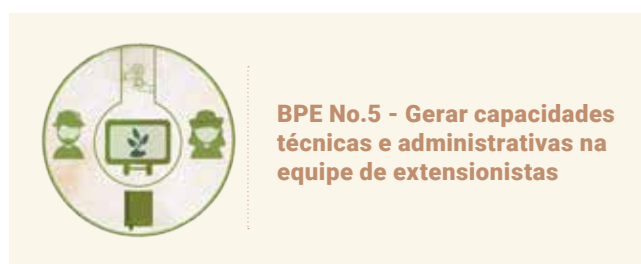 BPE No.5 - Gerar capacidades
técnicas e administrativas na
equipe de extensionistas